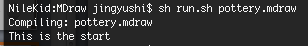 NileKid:MDraw jingyushi$ sh run.sh pottery.mdraw
Compiling: pottery.mdraw
This is the start